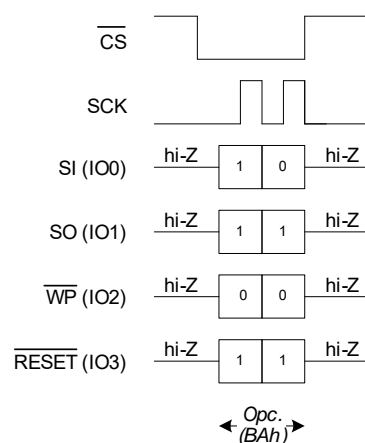 CS
SCK
hi-Z hi-Z
SI (IO0) 1 0
hi-Z hi-Z
SO (IO1) 1 1
hi-Z hi-Z
WP (IO2) 0 0
hi-Z hi-Z
RESET (IO3) 1 1
Opc.
(BAh)